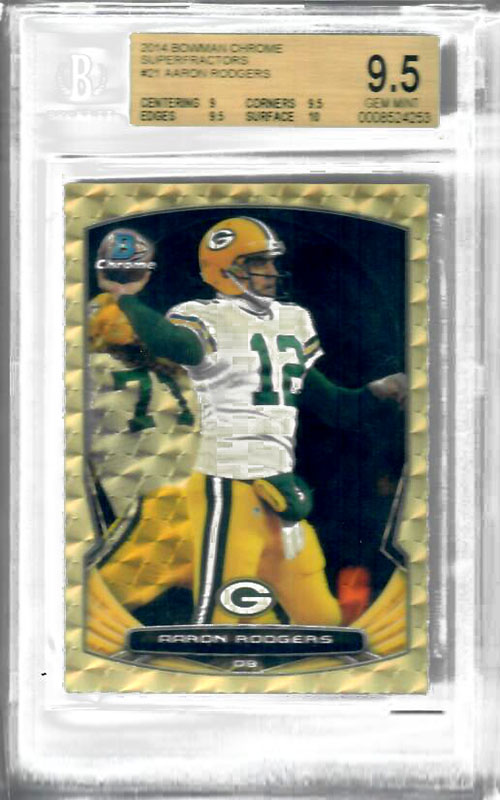 B
2014 BOWMAN CHROME
SUPERFRACTORS
#21 AARON RODGERS
CENTERING 9 CORNERS 9.5
EDGES 9.5 SURFACE 10
9.5
GEM MINT
0008524253
B
Chrome
G
12
71
G
AARON RODGERS
QB